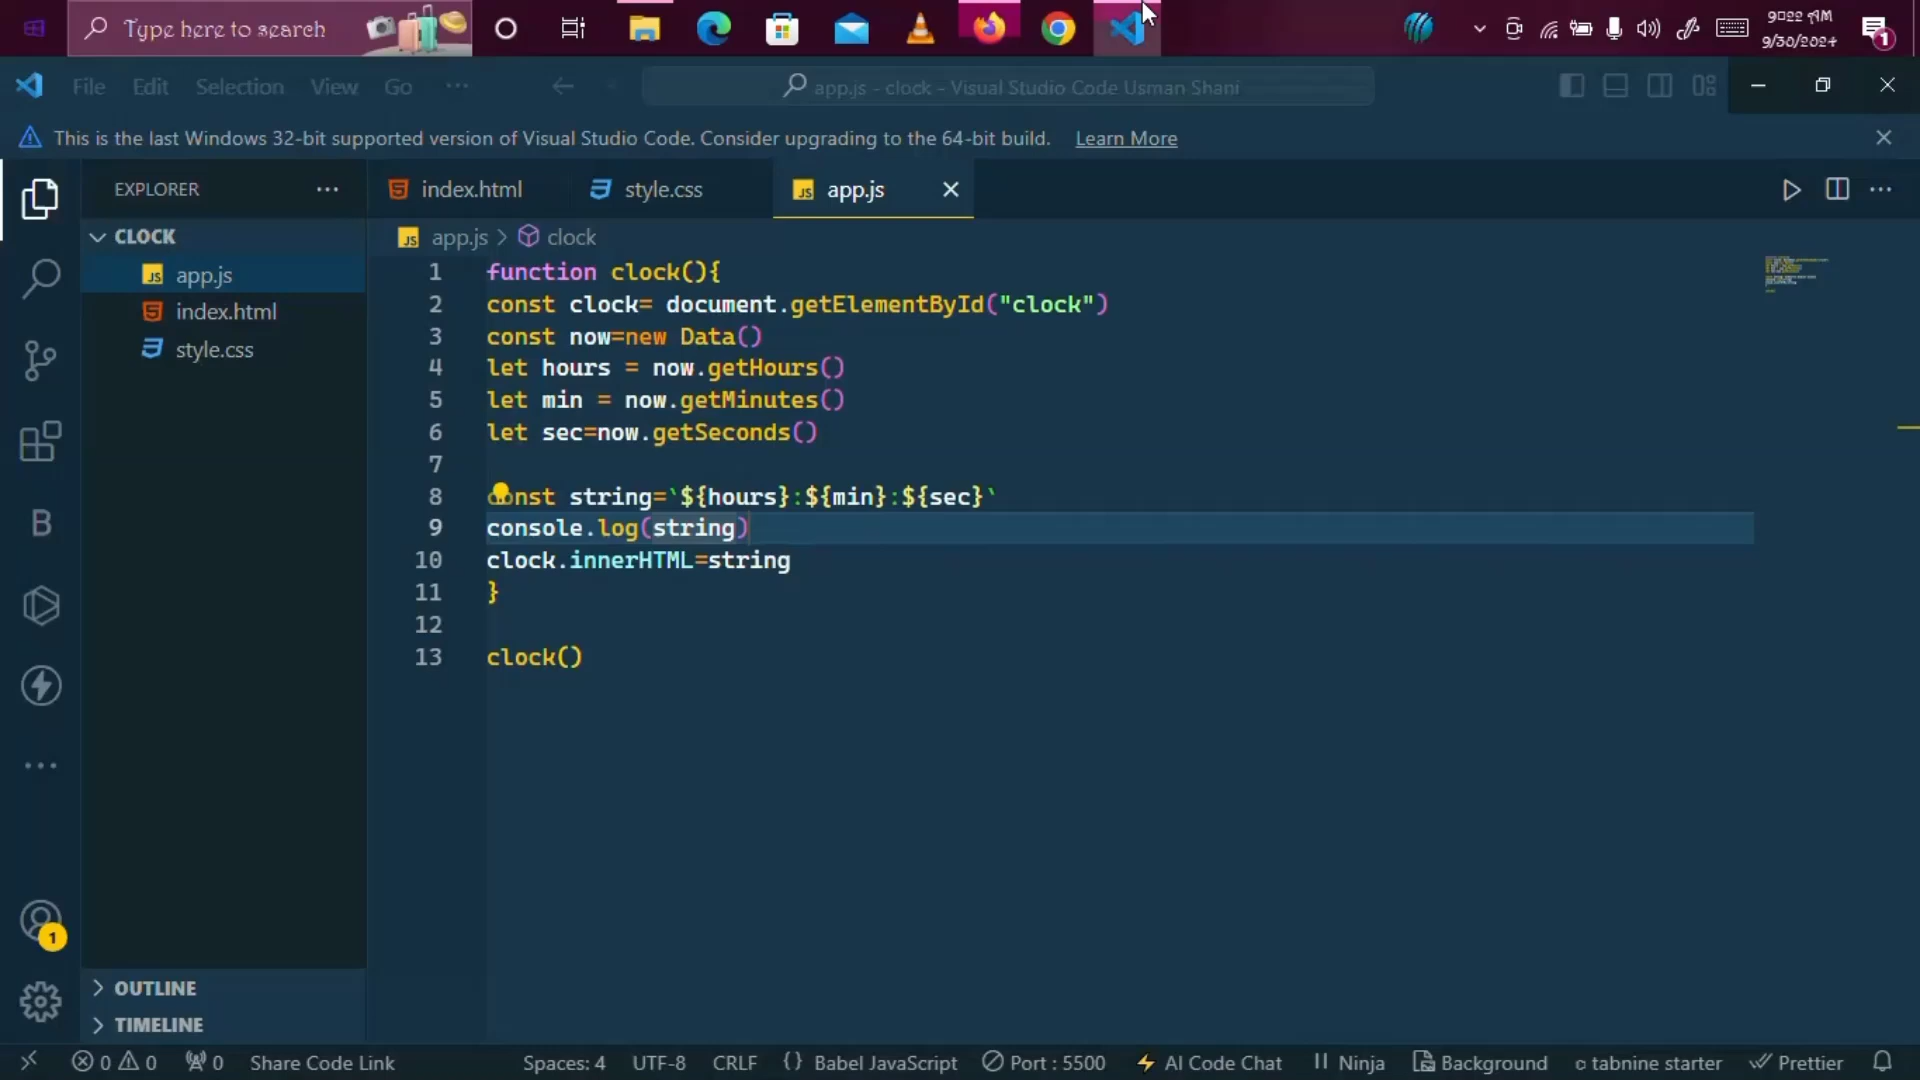 Type here to search
9:22 AM
9/30/2024
1
File Edit Selection View Go ... app.js - clock - Visual Studio Code Usman Shani
This is the last Windows 32-bit supported version of Visual Studio Code. Consider upgrading to the 64-bit build. Learn More
EXPLORER ... index.html style.css JS app.js
CLOCK
JS app.js > clock
JS app.js
index.html
style.css
1 function clock(){
2 const clock= document.getElementById("clock")
3 const now=new Data()
4 let hours = now.getHours()
5 let min = now.getMinutes()
6 let sec=now.getSeconds()
7
8 const string=`${hours}:${min}:${sec}`
9 console.log(string)
10 clock.innerHTML=string
11 }
12
13 clock()
B
1
OUTLINE
TIMELINE
0 0 0 Share Code Link Spaces: 4 UTF-8 CRLF {} Babel JavaScript Port : 5500 AI Code Chat Ninja Background tabnine starter Prettier